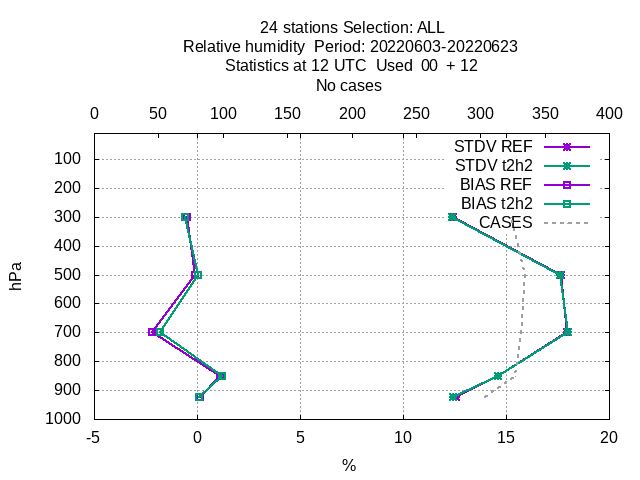 24 stations Selection: ALL
Relative humidity  Period: 20220603-20220623
Statistics at 12 UTC  Used  00  + 12
No cases
0 50 100 150 200 250 300 350 400
STDV REF
STDV t2h2
BIAS REF
BIAS t2h2
CASES
100
200
300
400
500
600
700
800
900
1000
hPa
-5 0 5 10 15 20
%